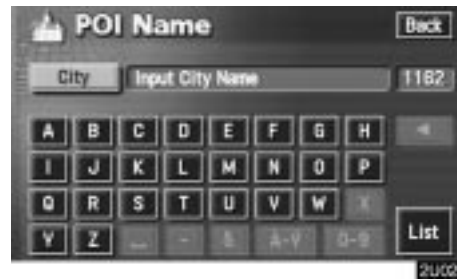 POI Name Back
City Input City Name 1162
A B C D E F G H
I J K L M N O P
Q R S T U V W X
Y Z - & A-Y 0-9 List
2U02